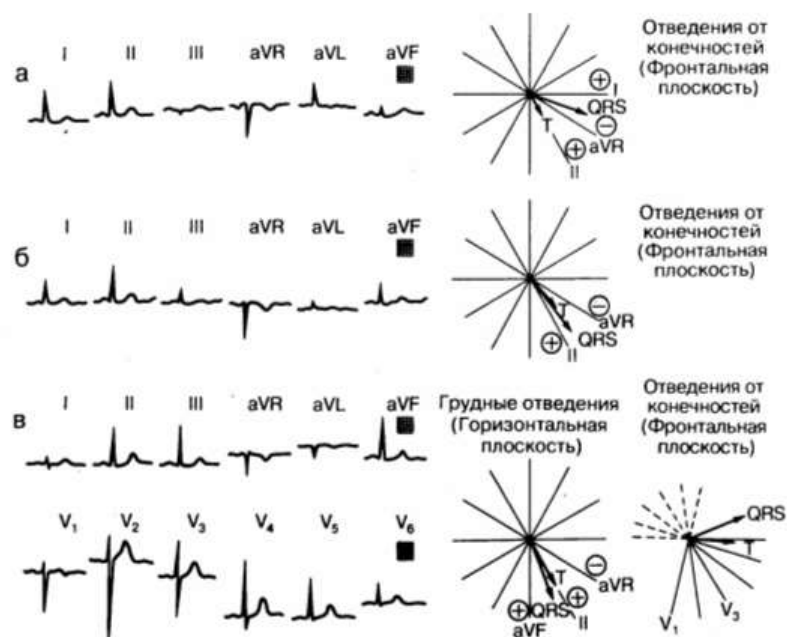 а
I II III aVR aVL aVF
I
QRS
T
aVR
II
Отведения от
конечностей
(Фронтальная
плоскость)
б
I II III aVR aVL aVF
T
aVR
QRS
II
Отведения от
конечностей
(Фронтальная
плоскость)
в
I II III aVR aVL aVF
V1 V2 V3 V4 V5 V6
Грудные отведения
(Горизонтальная
плоскость)
T
aVR
QRS
II
aVF
Отведения от
конечностей
(Фронтальная
плоскость)
QRS
T
V1
V3